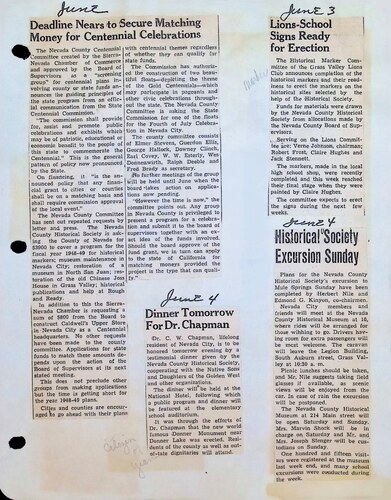 June 2
Deadline Nears to Secure Matching
Money for Centennial Celebrations
The Nevada County Centennial
Committee created by the Sierra-
Nevada Chamber of Commerce
and approved by the Board of
Supervisors as a "screening
group" for centennial plans in-
volving county or state funds an-
nounces the guiding principles of
the state program from an official
communication from the State
Centennial Commission.
"The commission shall provide
for, assist and promote public
celebrations and exhibits which
may be of patriotic, educational or
economic benefit to the people of
this state to commemorate the
Centennial." This is the general
pattern of policy now pronounced
by the State.
On financing, it "is the announced
policy that any financial
grant to cities or counties
shall be on a matching basis and
shall require commission approval
of the local event."
The Nevada County Committee
has sent out repeated requests by
letter and press. The Nevada County
Historical Society is asking
the County of Nevada for
$2000 to cover a program for the
fiscal year 1948-49 for historical
markers; museum maintenance in
Nevada City; restoration of a
museum in North San Juan; restoration
of the old Chinese Joss
House in Grass Valley; historical
publications and help at Rough
and Ready.
In addition to this the Sierra-
Nevada Chamber is requesting a
sum of $800 from the Board to
construct Caldwell's Upper Store
in Nevada City as a Centennial
headquarters. No other requests
have been made to the county
committee. Applications for state
funds to match these amounts depends
upon the action of the
Board of Supervisors at its next
stated meeting.
This does not preclude other
groups from making applications
but the time is getting short for
the year 1948-49 plans.
Cities and counties are encouraged
to go ahead with their plans
with centennial themes regardless
of whether they can qualify for
state funds.
The Commission has authorized
the construction of two beautiful
floats—depicting the theme of
the Gold Centennials—which
may participate in regonals and
other civic celebrations throughout
the state. The Nevada County
Committee is asking the State
Commission for one of the floats
for the Fourth of July Celebration
in Nevada City.
The county committee consists
of Elmer Stevens, Guerdon Ellis,
George Hallock, Downey Clinch,
Earl Covey, W. W. Esterly, Wes
Dannenworth, Ralph Deeble and
Fred Bready as secretary.
No further meetings of the group
will be held until June when the
board takes action on applications
now pending.
"However the time is now," the
committee points out. Any group
in Nevada County is privileged to
present a program for a celebration
and submit it to the board of
supervisors together with an exact
idea of the funds involved.
Should the board approve of the
fund grant, we in turn can apply
to the state of California for
matching moneys provided the
project is the type that can qualify."
June 4
Dinner Tomorrow
For Dr. Chapman
Dr. C. W. Chapman, lifelong
resident of Nevada City, is to be
honored tomorrow evening by a
testimonial dinner given by the
Nevada County Historical Society,
cooperating with the Native Sons
and Daughters of the Golden West
and other organizations.
The dinner will be held at the
National Hotel, following which
a public program and dinner will
be featured at the elementary
school auditorium.
It was through the efforts of
Dr. Chapman that the new world
famous Donner Monument near
Donner Lake was erected. Residents
of the county as well as out-
of-late dignitaries will attend.
June 3
Lions-School
Signs Ready
for Erection
The Historical Marker Committee
of the Grass Valley Lions
Club announces completion of the
historical markers and their readiness
to erect the markers on the
historical sites selected by the
help of the Historical Society.
Funds for materials were drawn
by the Nevada County Historical
Society from allocations made by
the Nevada County Board of Supervisors.
Serving on the Lions Committee
are: Verne Johnson, chairman;
Robert Frost, Claire Hughes and
Jack Slennett.
The markers, made in the local
high school shop, were recently
completed and this week reached
their final stage when they were
painted by Claire Hughes.
The committee expects to erect
the signs during the next few
weeks.
June 4
Historical Society
Excursion Sunday
Plans for the Nevada County
Historical Society's excursion to
Mule Springs Sunday have been
completed by Herbert Nile and
Edmond G. Kinyon, co-chairman.
Nevada City members and
friends will meet at the Nevada
County Historical Museum at 10,
where rides will be arranged for
those wishing to go. Drivers having
room for extra passengers will
be most welcome. The caravan
will leave the Legion Building,
South Auburn street, Grass Valley
at 10:30.
Picnic lunches should be taken,
and Mr. Nile suggests taking field
glasses if available, as scenic
views will be enjoyed from the
car. In case of rain the excursion
will be postponed.
The Nevada County Historical
Museum at 214 Main street will
be open Saturday and Sunday.
Mrs. Marvin Shock will be in
charge on Saturday and Mr. and
Mrs. Joseph Stenger will be custodians
on Sunday.
One hundred and fifteen visitors
were registered at the museum
last week end, and many school
excursions were conducted during
the week.